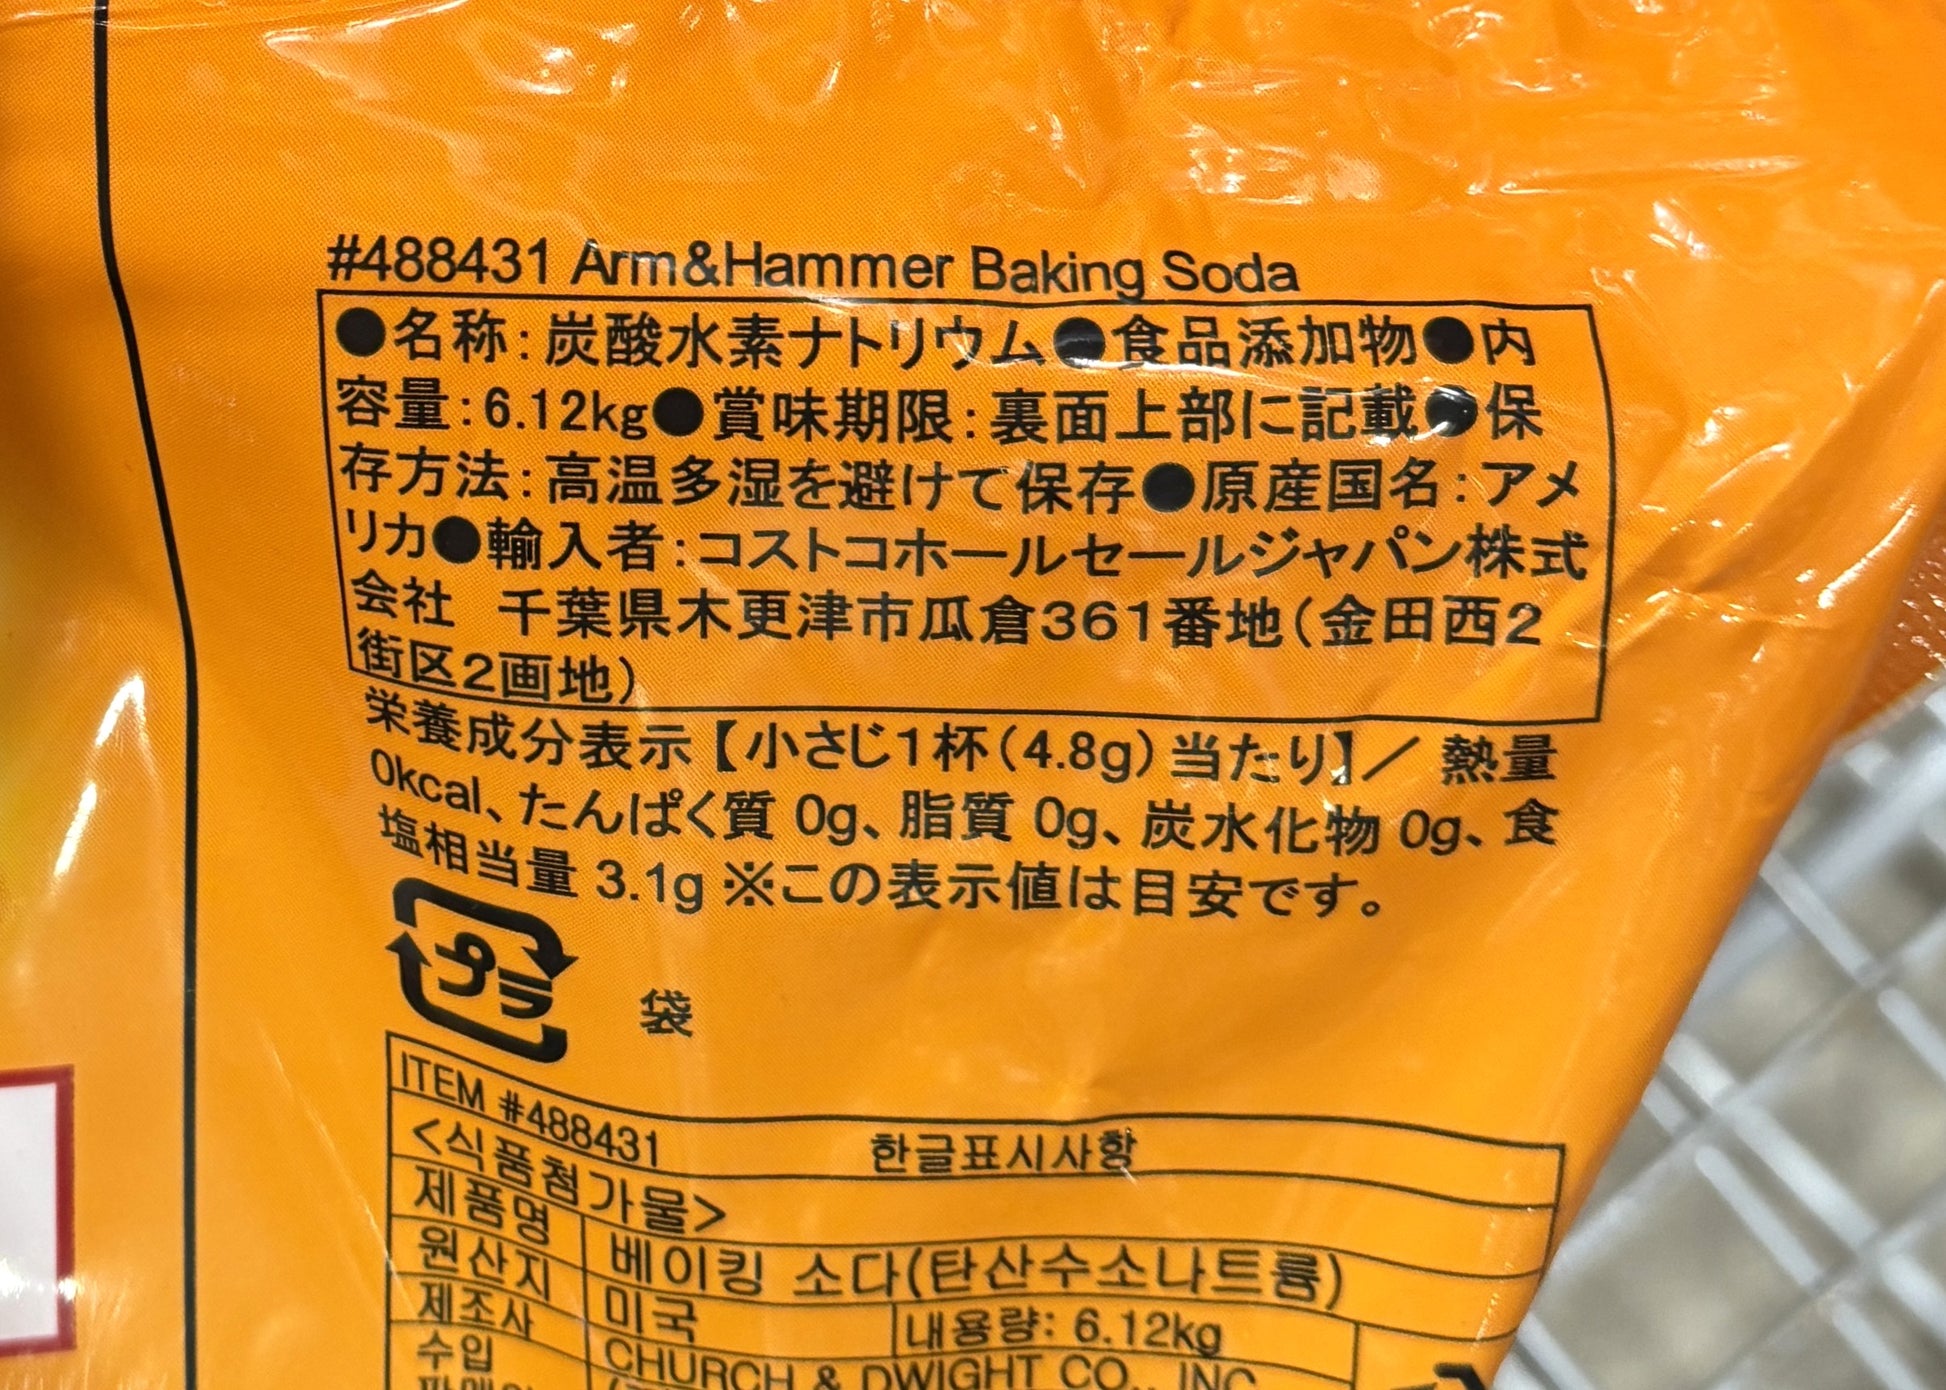 #488431 Arm&Hammer Baking Soda
●名称:炭酸水素ナトリウム●食品添加物●内
容量:6.12kg●賞味期限:裏面上部に記載●保
存方法:高温多湿を避けて保存●原産国名:アメ
リカ●輸入者:コストコホールセールジャパン株式
会社 千葉県木更津市瓜倉361番地(金田西2
街区2画地)
栄養成分表示【小さじ1杯(4.8g)当たり】/ 熱量
0kcal、たんぱく質 0g、脂質 0g、炭水化物 0g、食
塩相当量 3.1g ※この表示値は目安です。
プラ
袋
ITEM #488431 한글표시사항
<식품첨가물>
제품명 베이킹 소다(탄산수소나트륨)
원산지 미국 내용량: 6.12kg
제조사 CHURCH & DWIGHT CO., INC
수입